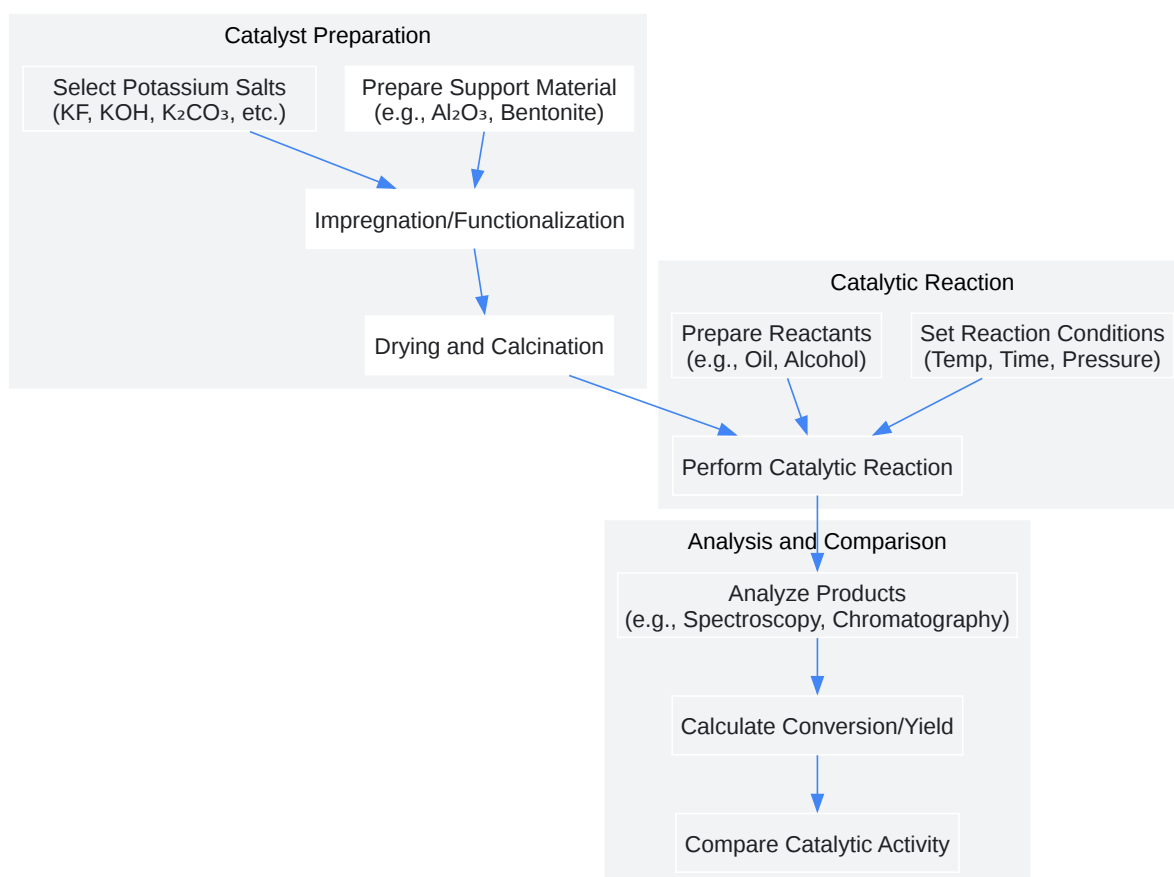 Catalyst Preparation
Select Potassium Salts
(KF, KOH, K₂CO₃, etc.)
Prepare Support Material
(e.g., Al₂O₃, Bentonite)
Impregnation/Functionalization
Drying and Calcination
Catalytic Reaction
Prepare Reactants
(e.g., Oil, Alcohol)
Set Reaction Conditions
(Temp, Time, Pressure)
Perform Catalytic Reaction
Analysis and Comparison
Analyze Products
(e.g., Spectroscopy, Chromatography)
Calculate Conversion/Yield
Compare Catalytic Activity